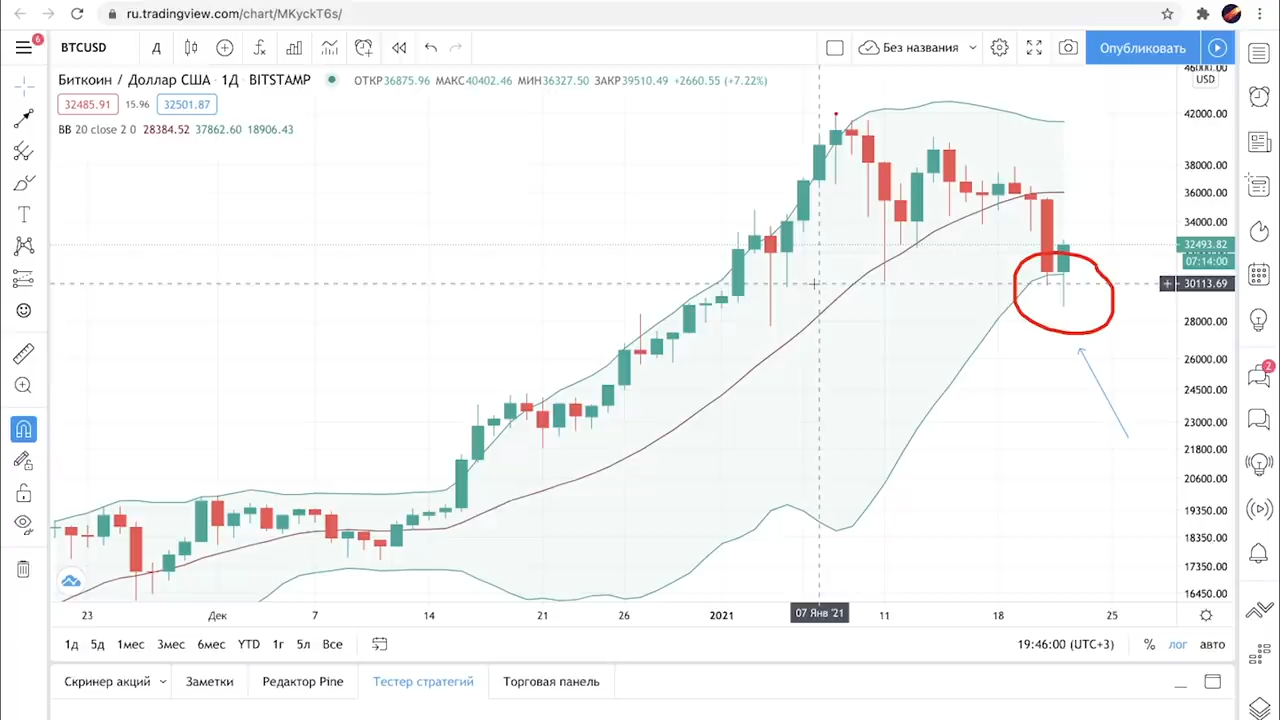 ru.tradingview.com/chart/MKyckT6s/
6
BTCUSD
Д
Без названия
Опубликовать
Биткоин / Доллар США · 1Д · BITSTAMP
ОТКР36875.96 МАКС40402.46 МИН36327.50 ЗАКР39510.49 +2660.55 (+7.22%)
32485.91
15.96
32501.87
BB 20 close 2 0 28384.52 37862.60 18906.43
46000.00
USD
42000.00
38000.00
36000.00
34000.00
32493.82
07:14:00
30113.69
28000.00
26000.00
24500.00
23000.00
21800.00
20600.00
19350.00
18350.00
17350.00
16450.00
2
23
Дек
7
14
21
26
2021
07 Янв '21
11
18
25
1д 5д 1мес 3мес 6мес YTD 1г 5л Все
19:46:00 (UTC+3)
% лог авто
Скринер акций
Заметки
Редактор Pine
Тестер стратегий
Торговая панель